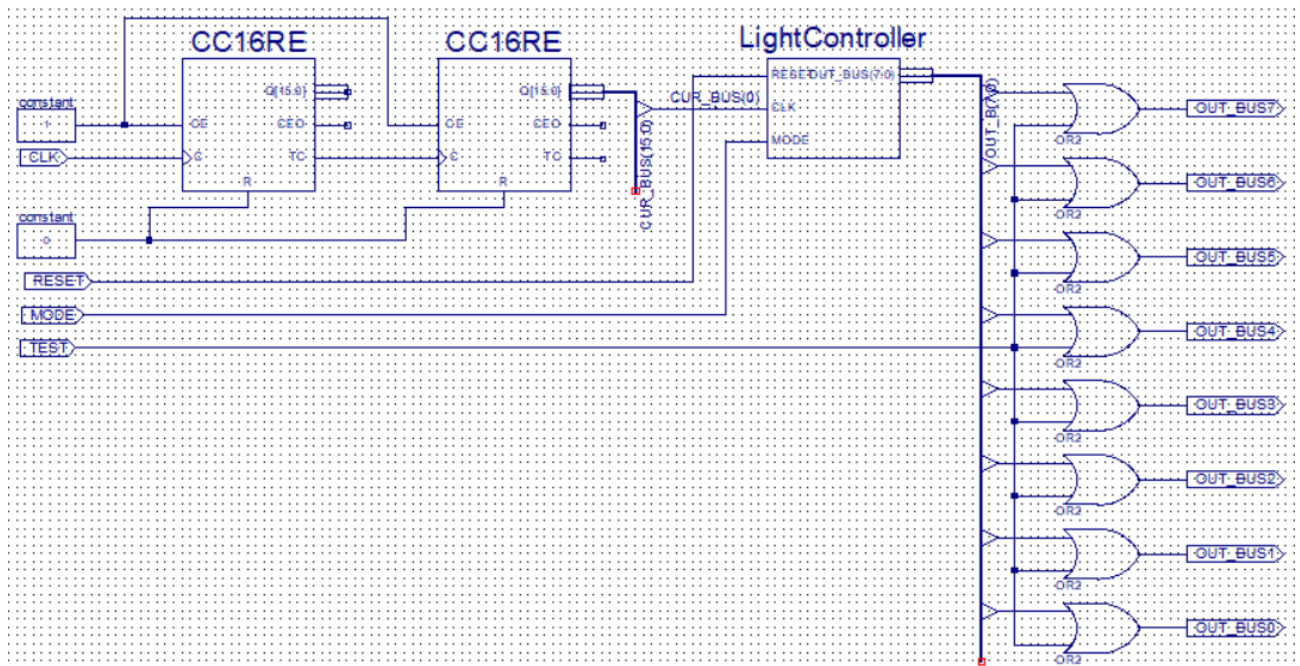 CC16RE
CC16RE
LightController
Q[15:0]
CEO
CE
C
TC
R
Q[15:0]
CEO
CE
C
TC
R
RESET
OUT_BUS(7:0)
CLK
MODE
constant
1
CLK
constant
0
RESET
MODE
TEST
CUR_BUS(15:0)
CUR_BUS(0)
OUT_B(7:0)
OR2
OUT_BUS7
OR2
OUT_BUS6
OR2
OUT_BUS5
OR2
OUT_BUS4
OR2
OUT_BUS3
OR2
OUT_BUS2
OR2
OUT_BUS1
OR2
OUT_BUS0